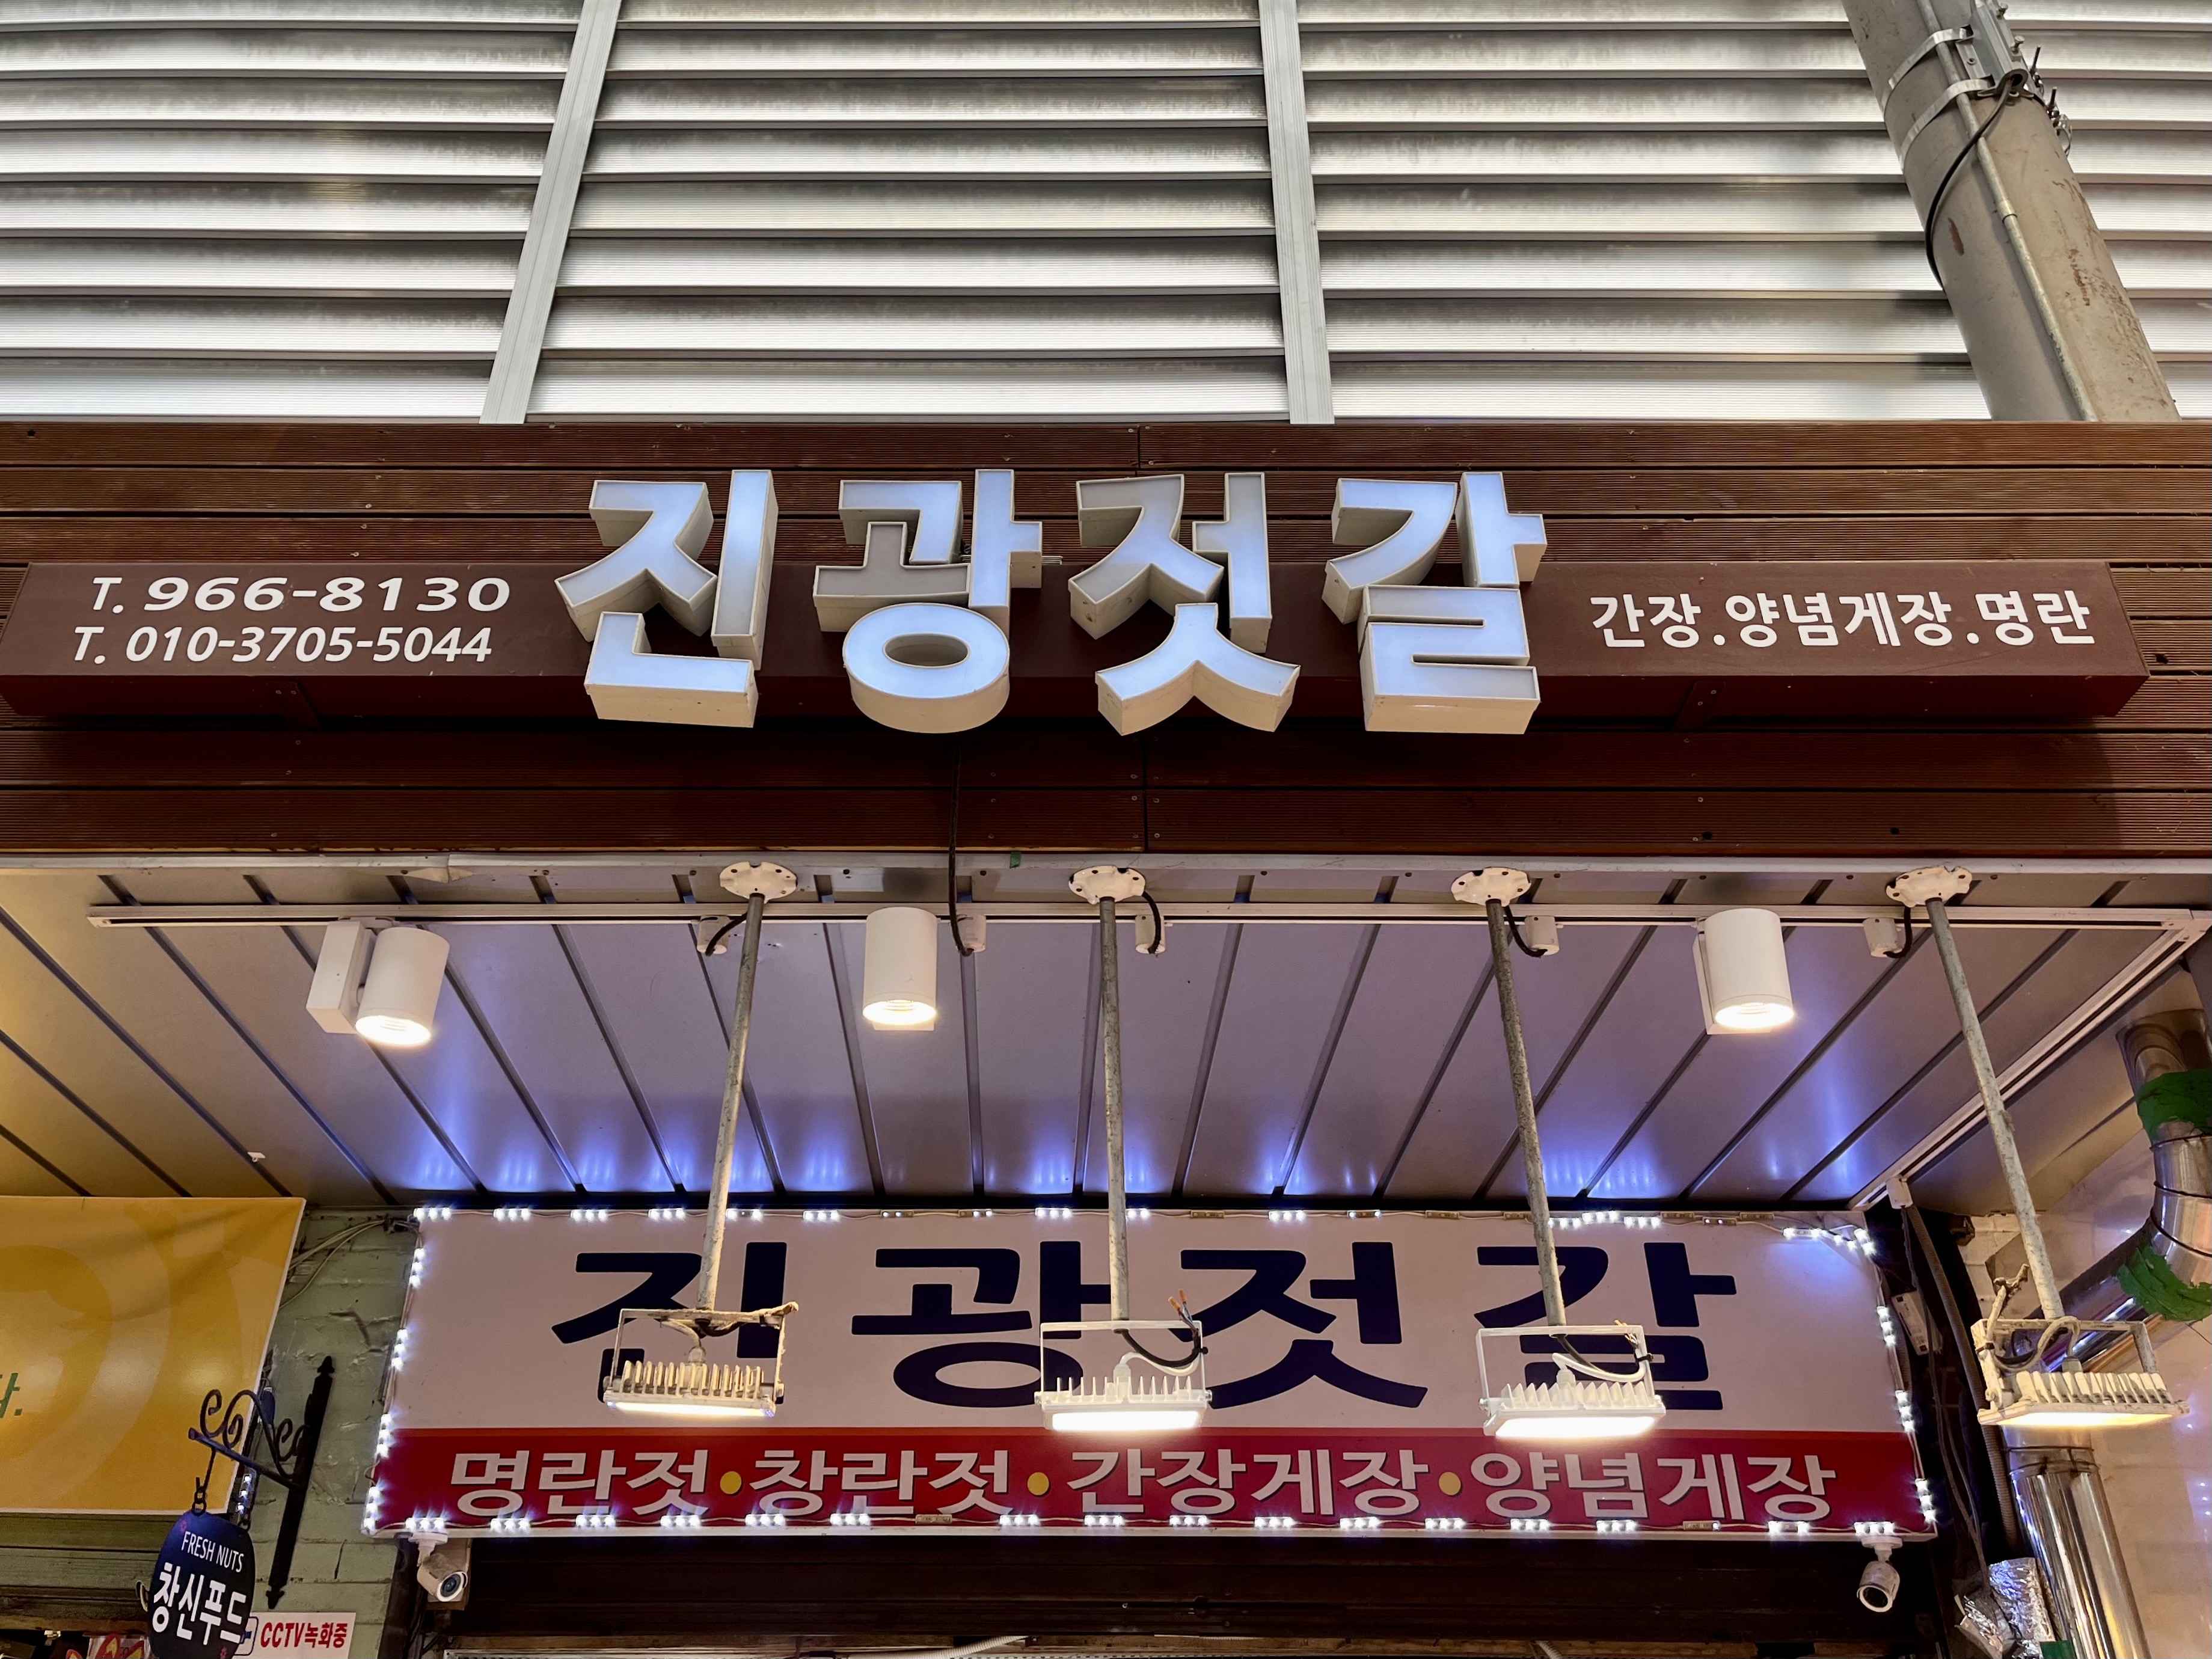 진광젓갈
T. 966-8130
T. 010-3705-5044
간장.양념게장.명란
진광젓갈
명란젓•창란젓•간장게장•양념게장
FRESH NUTS
창신푸드
CCTV녹화중